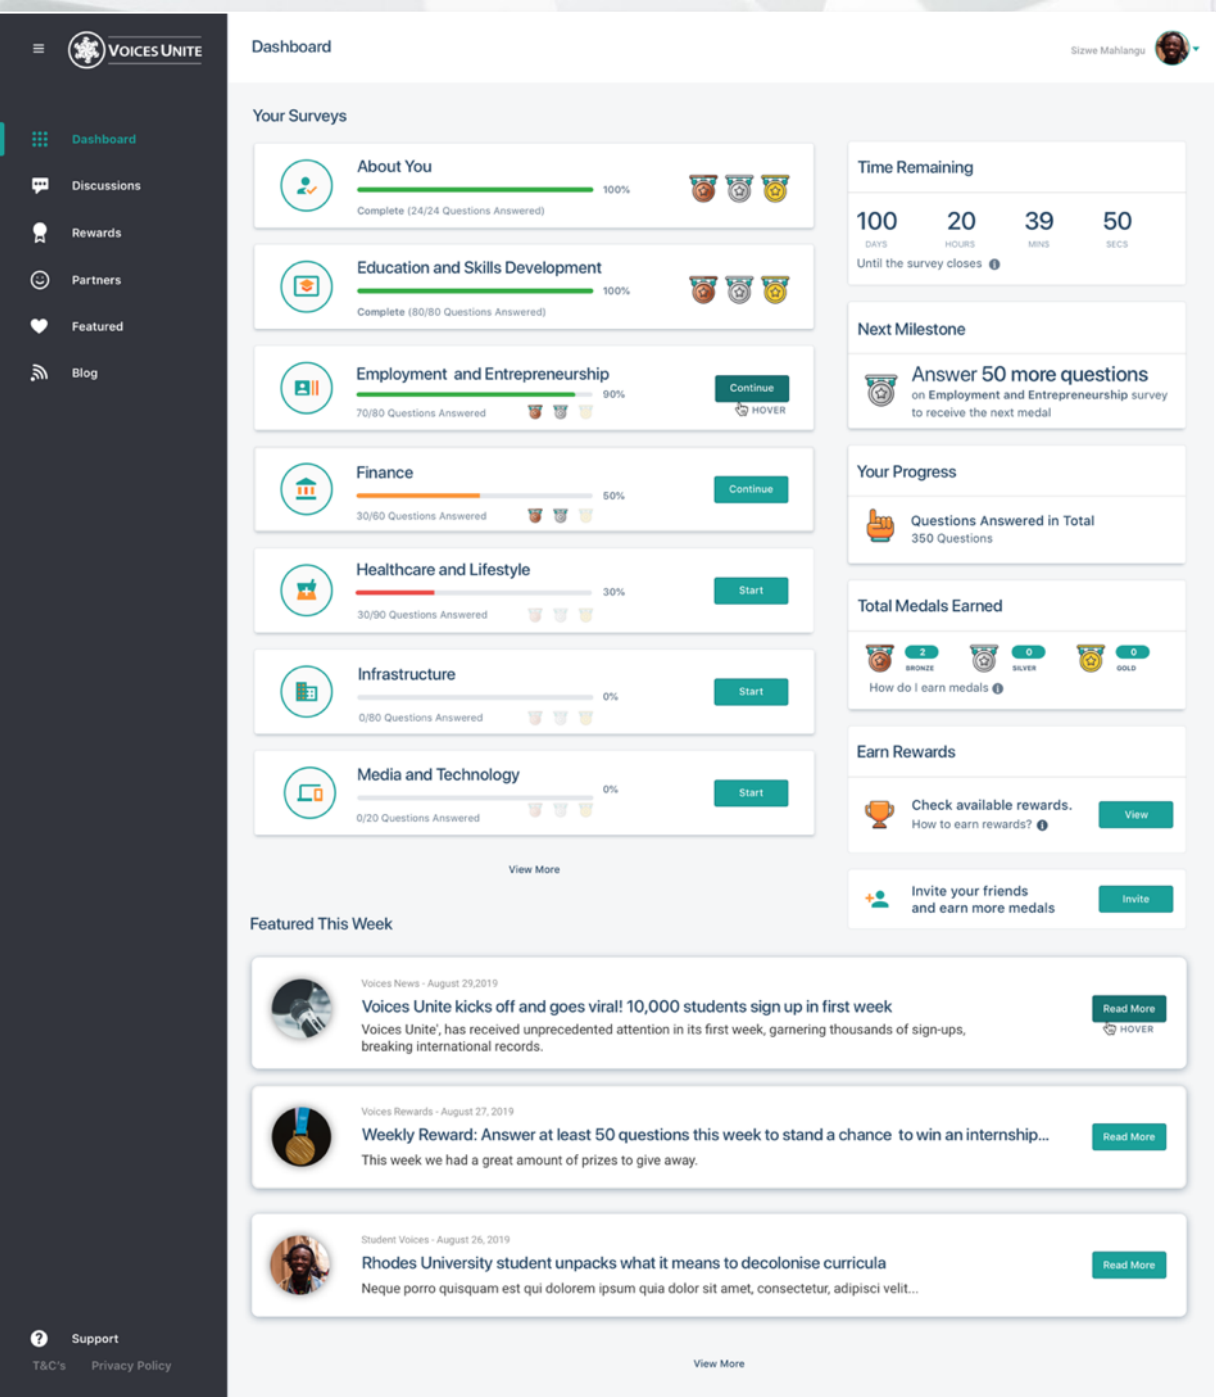 VOICES UNITE
Dashboard
Sizwe Mahlangu
Dashboard
Discussions
Rewards
Partners
Featured
Blog
Your Surveys
About You
100%
Complete (24/24 Questions Answered)
Education and Skills Development
100%
Complete (80/80 Questions Answered)
Employment and Entrepreneurship
90%
70/80 Questions Answered
Continue
HOVER
Finance
50%
30/60 Questions Answered
Continue
Healthcare and Lifestyle
30%
30/90 Questions Answered
Start
Infrastructure
0%
0/80 Questions Answered
Start
Media and Technology
0%
0/20 Questions Answered
Start
View More
Time Remaining
100 20 39 50
DAYS HOURS MINS SECS
Until the survey closes
Next Milestone
Answer 50 more questions
on Employment and Entrepreneurship survey
to receive the next medal
Your Progress
Questions Answered in Total
350 Questions
Total Medals Earned
2 0 0
BRONZE SILVER GOLD
How do I earn medals
Earn Rewards
Check available rewards.
How to earn rewards?
View
Invite your friends
and earn more medals
Invite
Featured This Week
Voices News - August 29,2019
Voices Unite kicks off and goes viral! 10,000 students sign up in first week
Voices Unite', has received unprecedented attention in its first week, garnering thousands of sign-ups,
breaking international records.
Read More
HOVER
Voices Rewards - August 27, 2019
Weekly Reward: Answer at least 50 questions this week to stand a chance to win an internship...
This week we had a great amount of prizes to give away.
Read More
Student Voices - August 26, 2019
Rhodes University student unpacks what it means to decolonise curricula
Neque porro quisquam est qui dolorem ipsum quia dolor sit amet, consectetur, adipisci velit...
Read More
View More
Support
T&C's Privacy Policy